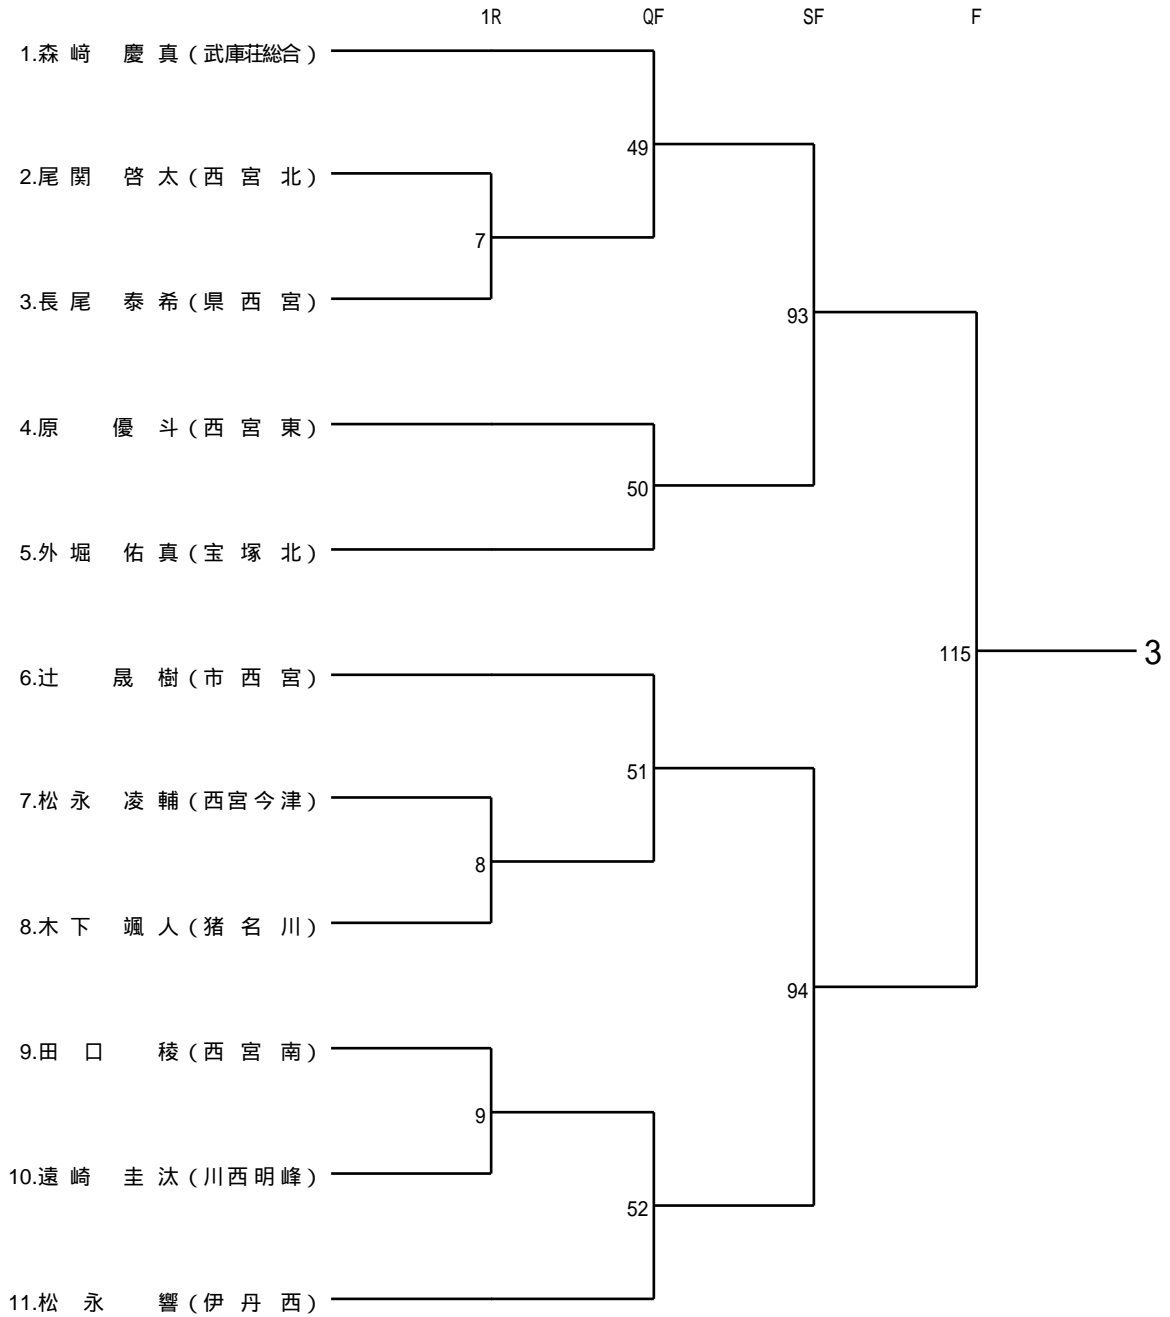 1R QF SF F
1.森﨑 慶真(武庫荘総合)
49
2.尾関 啓太(西宮北)
7
3.長尾 泰希(県西宮)
93
4.原 優斗(西宮東)
50
5.外堀 佑真(宝塚北)
115 3
6.辻 晟樹(市西宮)
51
7.松永 凌輔(西宮今津)
8
8.木下 颯人(猪名川)
94
9.田口 稜(西宮南)
9
10.遠崎 圭汰(川西明峰)
52
11.松永 響(伊丹西)